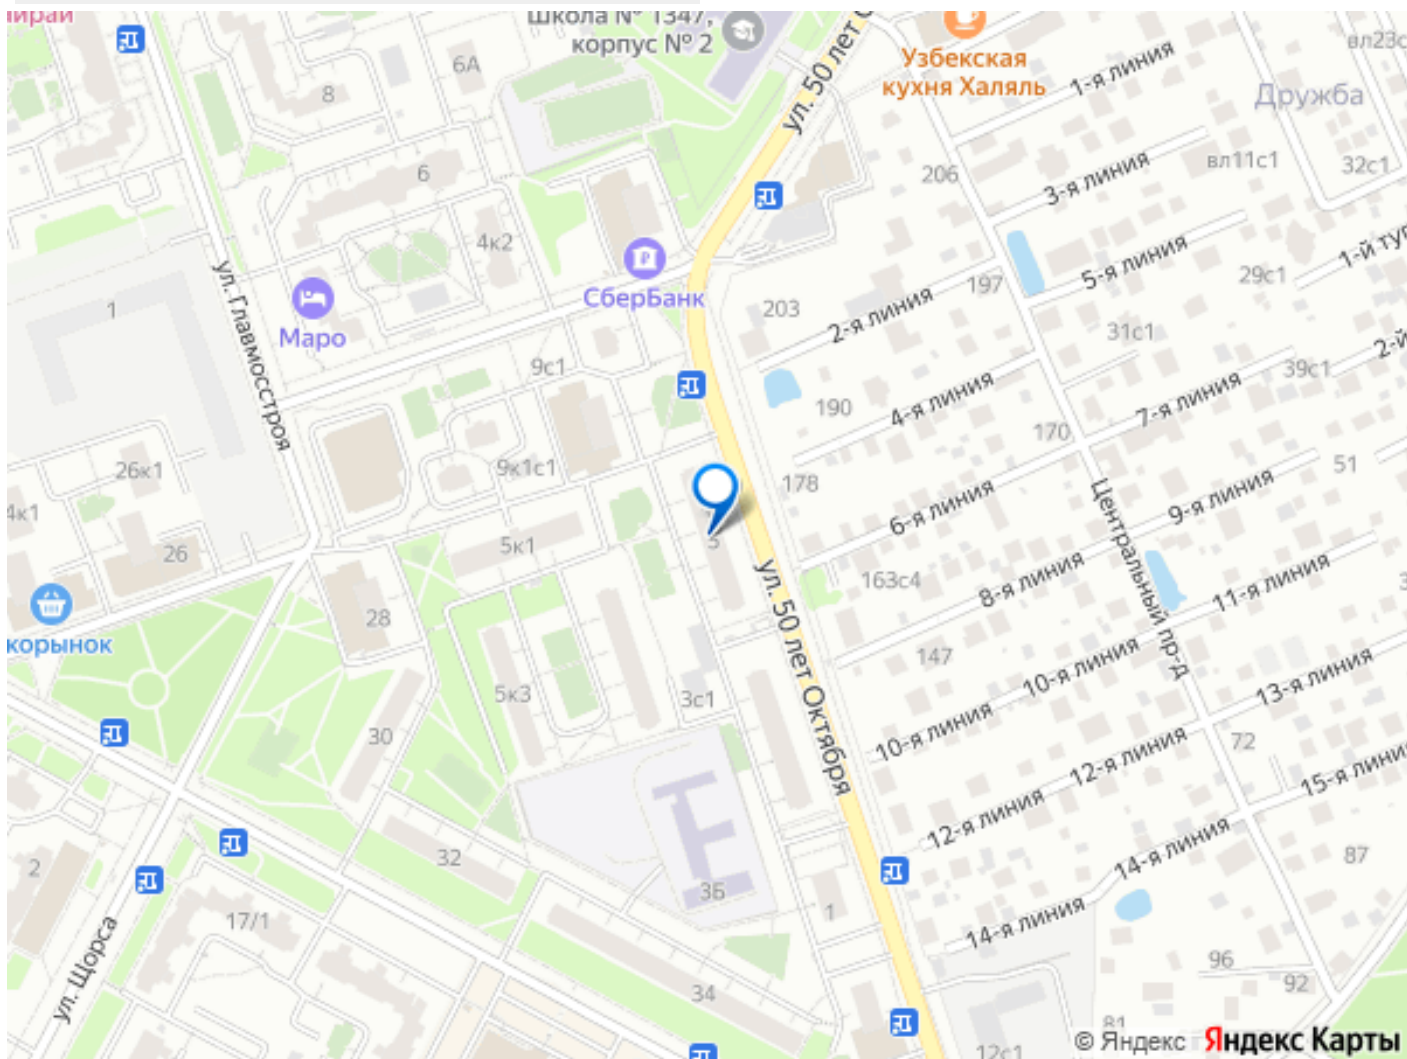 Школа № 1347,
корпус № 2
ул. 50 лет О
Узбекская
кухня Халяль
1-я линия
вл23с
Дружба
6А
8
206
3-я линия
вл11с1
32с1
6
4к2
ул. Главмосстроя
СберБанк
Маро
1
203
2-я линия
197
5-я линия
29с1
1-й туп
31с1
9с1
190
4-я линия
7-я линия
39с1
2-й
170
26к1
9к1с1
178
51
4к1
26
5к1
5
6-я линия
9-я линия
Центральный пр-д
корынок
28
163с4
8-я линия
11-я линия
ул. 50 лет Октября
147
10-я линия
10-я линия
13-я линия
5к3
3с1
30
72
12-я линия
12-я линия
15-я лини
2
32
3Б
1
14-я линия
14-я линия
87
17/1
ул. Щорса
34
96
92
81
12с1
© Яндекс Яндекс Карты